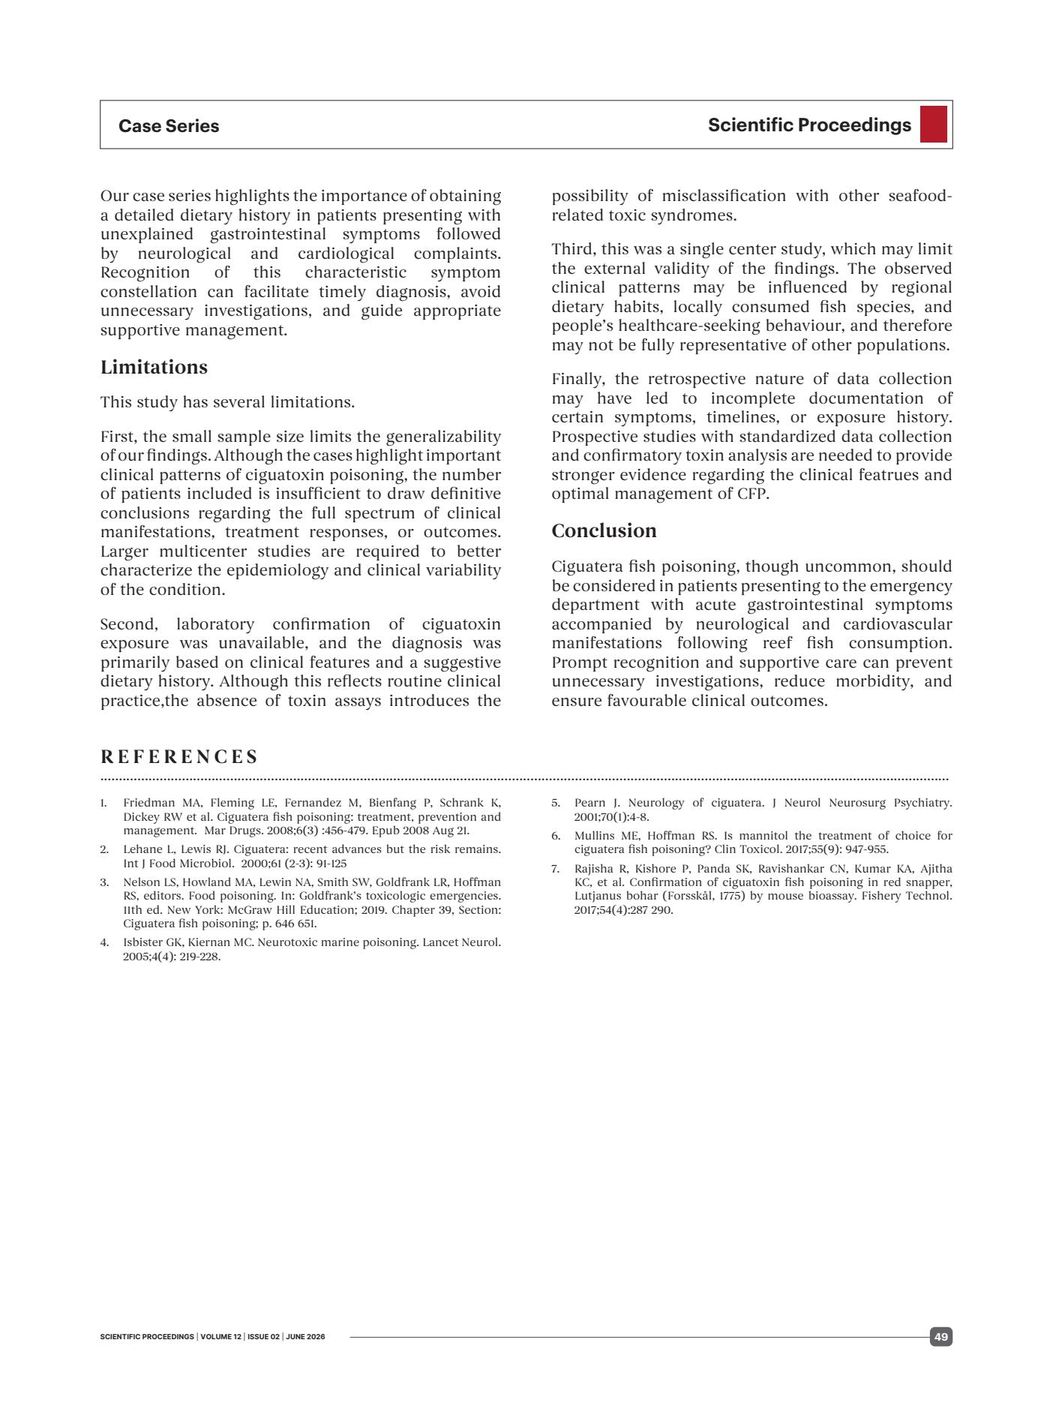 Case Series
Scientific Proceedings
Our case series highlights the importance of obtaining
a detailed dietary history in patients presenting with
unexplained gastrointestinal symptoms followed
by neurological and cardiological complaints.
Recognition of this characteristic symptom
constellation can facilitate timely diagnosis, avoid
unnecessary investigations, and guide appropriate
supportive management.
Limitations
This study has several limitations.
First, the small sample size limits the generalizability
of our findings. Although the cases highlight important
clinical patterns of ciguatoxin poisoning, the number
of patients included is insufficient to draw definitive
conclusions regarding the full spectrum of clinical
manifestations, treatment responses, or outcomes.
Larger multicenter studies are required to better
characterize the epidemiology and clinical variability
of the condition.
Second, laboratory confirmation of ciguatoxin
exposure was unavailable, and the diagnosis was
primarily based on clinical features and a suggestive
dietary history. Although this reflects routine clinical
practice,the absence of toxin assays introduces the
possibility of misclassification with other seafood-
related toxic syndromes.
Third, this was a single center study, which may limit
the external validity of the findings. The observed
clinical patterns may be influenced by regional
dietary habits, locally consumed fish species, and
people's healthcare-seeking behaviour, and therefore
may not be fully representative of other populations.
Finally, the retrospective nature of data collection
may have led to incomplete documentation of
certain symptoms, timelines, or exposure history.
Prospective studies with standardized data collection
and confirmatory toxin analysis are needed to provide
stronger evidence regarding the clinical featrues and
optimal management of CFP.
Conclusion
Ciguatera fish poisoning, though uncommon, should
be considered in patients presenting to the emergency
department with acute gastrointestinal symptoms
accompanied by neurological and cardiovascular
manifestations following reef fish consumption.
Prompt recognition and supportive care can prevent
unnecessary investigations, reduce morbidity, and
ensure favourable clinical outcomes.
REFERENCES
1. Friedman MA, Fleming LE, Fernandez M, Bienfang P, Schrank K,
Dickey RW et al. Ciguatera fish poisoning: treatment, prevention and
management. Mar Drugs. 2008;6(3) :456-479. Epub 2008 Aug 21.
2. Lehane L, Lewis RJ. Ciguatera: recent advances but the risk remains.
Int J Food Microbiol. 2000;61 (2-3): 91-125
3. Nelson LS, Howland MA, Lewin NA, Smith SW, Goldfrank LR, Hoffman
RS, editors. Food poisoning. In: Goldfrank's toxicologic emergencies.
11th ed. New York: McGraw Hill Education; 2019. Chapter 39, Section:
Ciguatera fish poisoning; p. 646 651.
4. Isbister GK, Kiernan MC. Neurotoxic marine poisoning. Lancet Neurol.
2005;4(4): 219-228.
5. Pearn J. Neurology of ciguatera. J Neurol Neurosurg Psychiatry.
2001;70(1):4-8.
6. Mullins ME, Hoffman RS. Is mannitol the treatment of choice for
ciguatera fish poisoning? Clin Toxicol. 2017;55(9): 947-955.
7. Rajisha R, Kishore P, Panda SK, Ravishankar CN, Kumar KA, Ajitha
KC, et al. Confirmation of ciguatoxin fish poisoning in red snapper,
Lutjanus bohar (Forsskål, 1775) by mouse bioassay. Fishery Technol.
2017;54(4):287 290.
SCIENTIFIC PROCEEDINGS | VOLUME 12 | ISSUE 02 | JUNE 2026
49